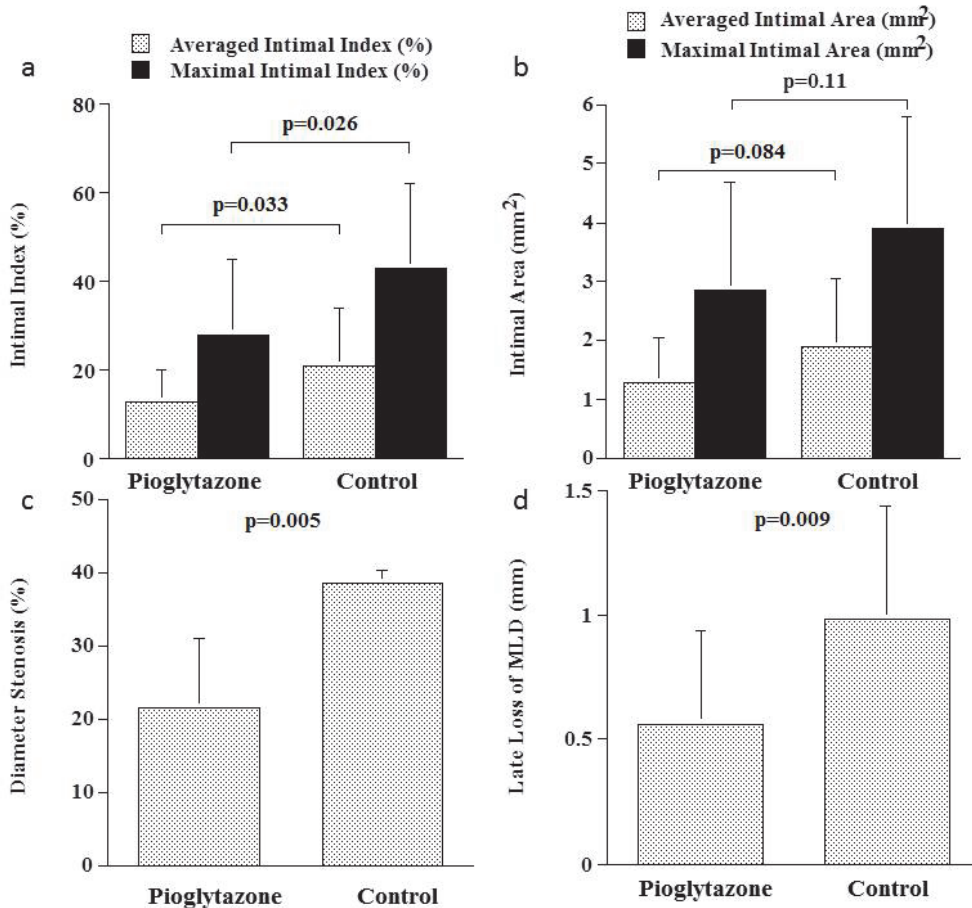 a
Averaged Intimal Index (%)
Maximal Intimal Index (%)
80
60
40
20
0
Intimal Index (%)
p=0.026
p=0.033
Pioglytazone
Control
b
Averaged Intimal Area (mm²)
Maximal Intimal Area (mm²)
6
5
4
3
2
1
0
Intimal Area (mm²)
p=0.11
p=0.084
Pioglytazone
Control
c
50
40
30
20
10
0
Diameter Stenosis (%)
p=0.005
Pioglytazone
Control
d
1.5
1
0.5
0
Late Loss of MLD (mm)
p=0.009
Pioglytazone
Control